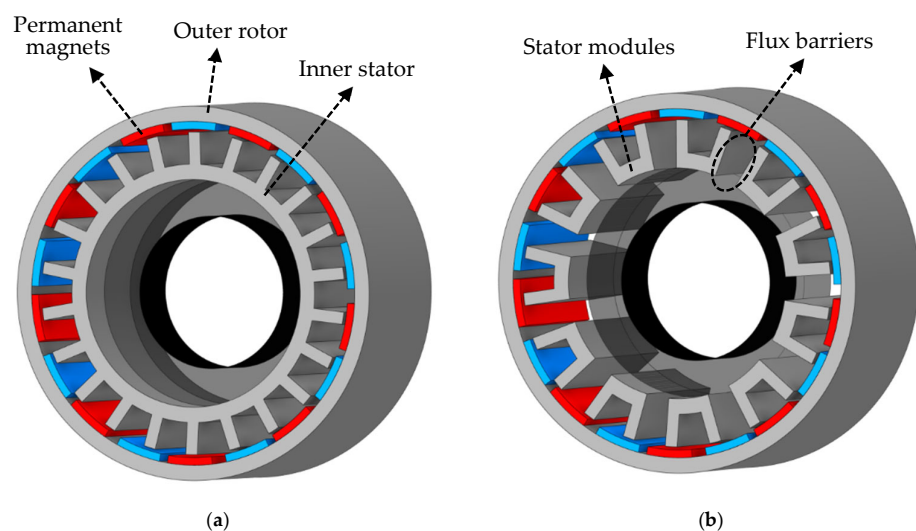 Permanent
magnets
Outer rotor
Inner stator
Stator modules
Flux barriers
(a)
(b)